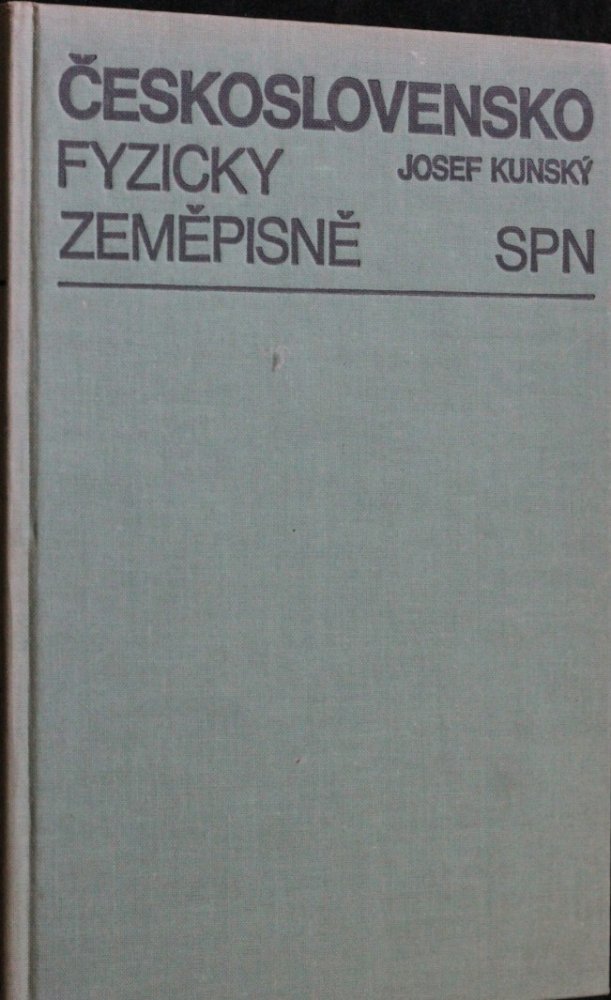 ČESKOSLOVENSKO
FYZICKY JOSEF KUNSKÝ
ZEMĚPISNĚ SPN